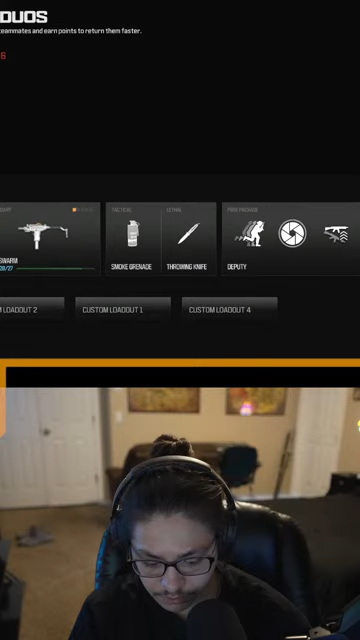 DUOS
teammates and earn points to return them faster.
6
TACTICAL
LETHAL
PERK PACKAGE
SWARM
SMOKE GRENADE
THROWING KNIFE
DEPUTY
LOADOUT 2
CUSTOM LOADOUT 1
CUSTOM LOADOUT 4